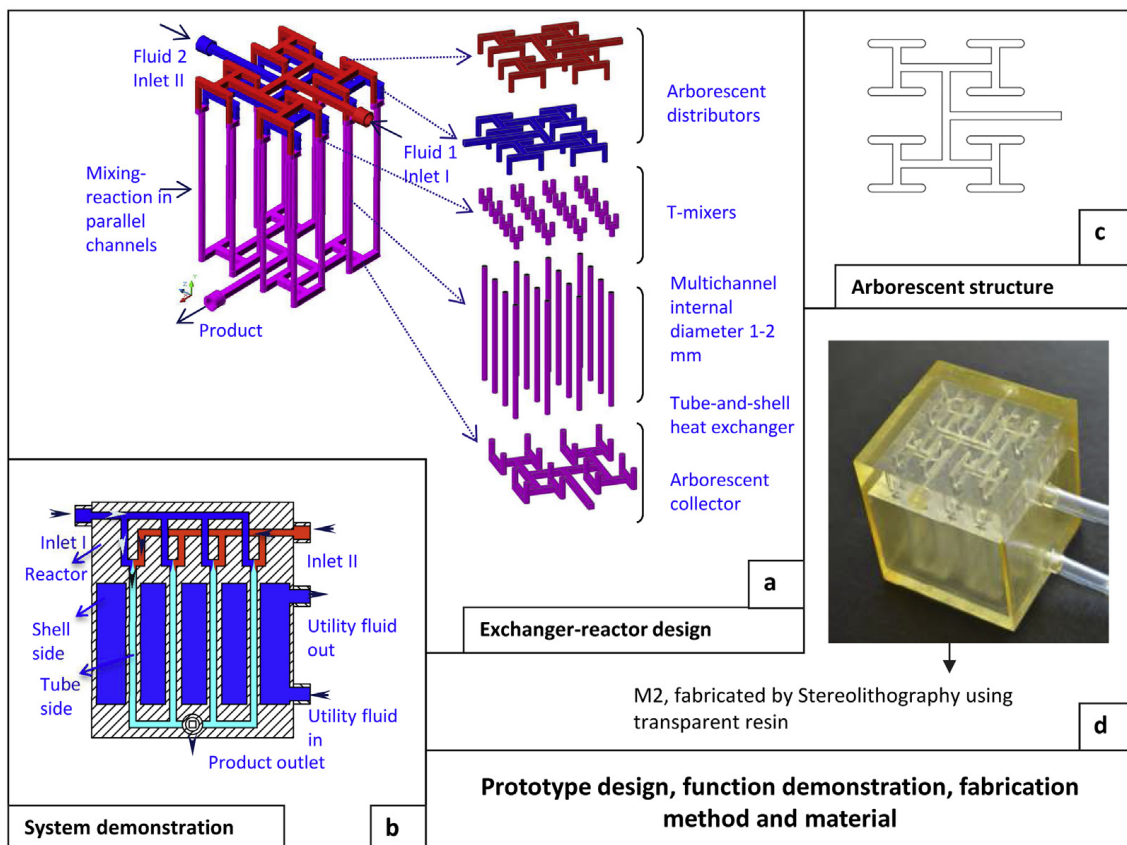 Fluid 2
Inlet II
Fluid 1
Inlet I
Mixing-
reaction in
parallel
channels
Product
Arborescent
distributors
T-mixers
Multichannel
internal
diameter 1-2
mm
Tube-and-shell
heat exchanger
Arborescent
collector
a
Exchanger-reactor design
c
Arborescent structure
Inlet I
Reactor
Inlet II
Shell
side
Tube
side
Utility fluid
out
Utility fluid
in
Product outlet
System demonstration
b
M2, fabricated by Stereolithography using
transparent resin
d
Prototype design, function demonstration, fabrication
method and material